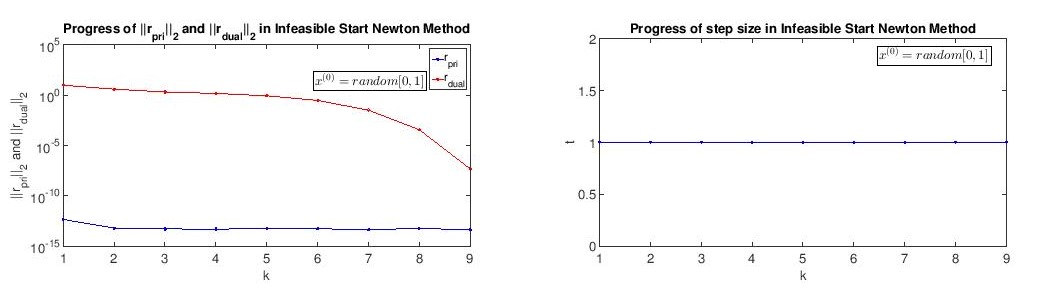 Progress of ||r_pri||_2 and ||r_dual||_2 in Infeasible Start Newton Method
10^5
10^0
10^-5
10^-10
10^-15
||r_pri||_2 and ||r_dual||_2
x^(0) = random[0, 1]
r_pri
r_dual
1 2 3 4 5 6 7 8 9
k
Progress of step size in Infeasible Start Newton Method
2
1.5
1
0.5
0
t
x^(0) = random[0, 1]
1 2 3 4 5 6 7 8 9
k